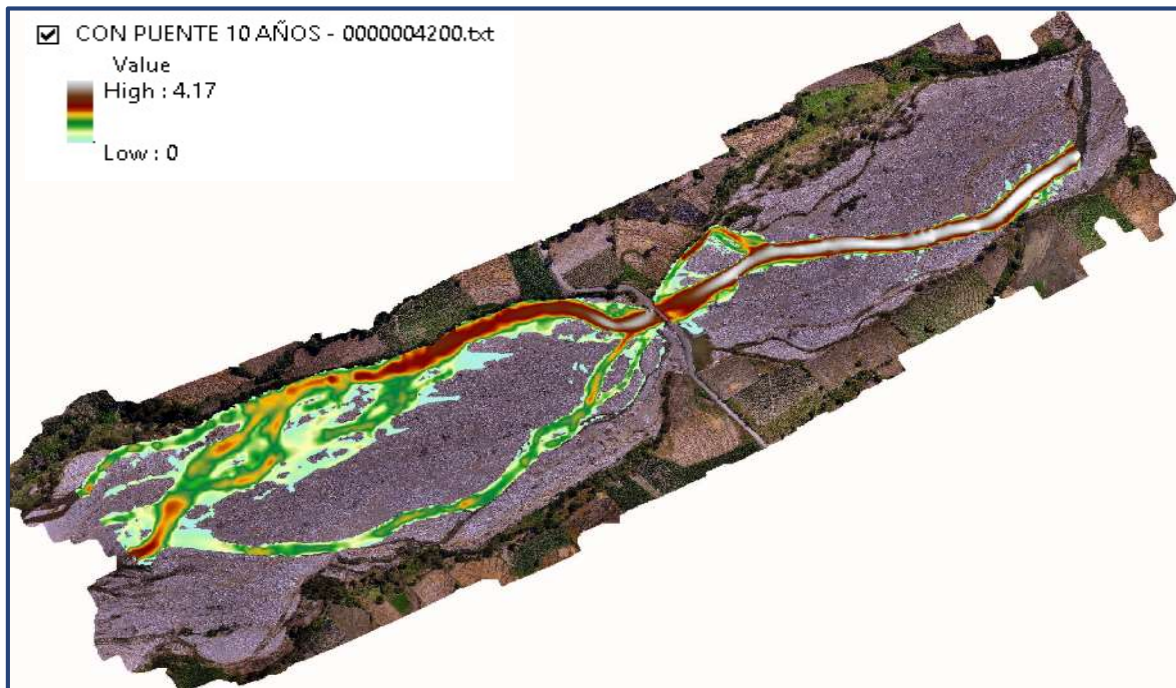 CON PUENTE 10 AÑOS - 0000004200.txt
Value
High : 4.17
Low : 0